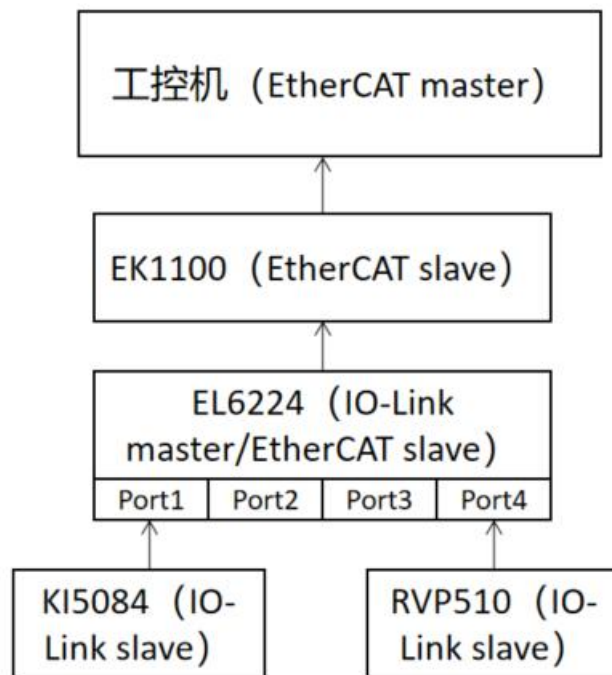 工控机（EtherCAT master）
EK1100（EtherCAT slave）
EL6224（IO-Link
master/EtherCAT slave）
Port1 Port2 Port3 Port4
KI5084（IO-
Link slave）
RVP510（IO-
Link slave）